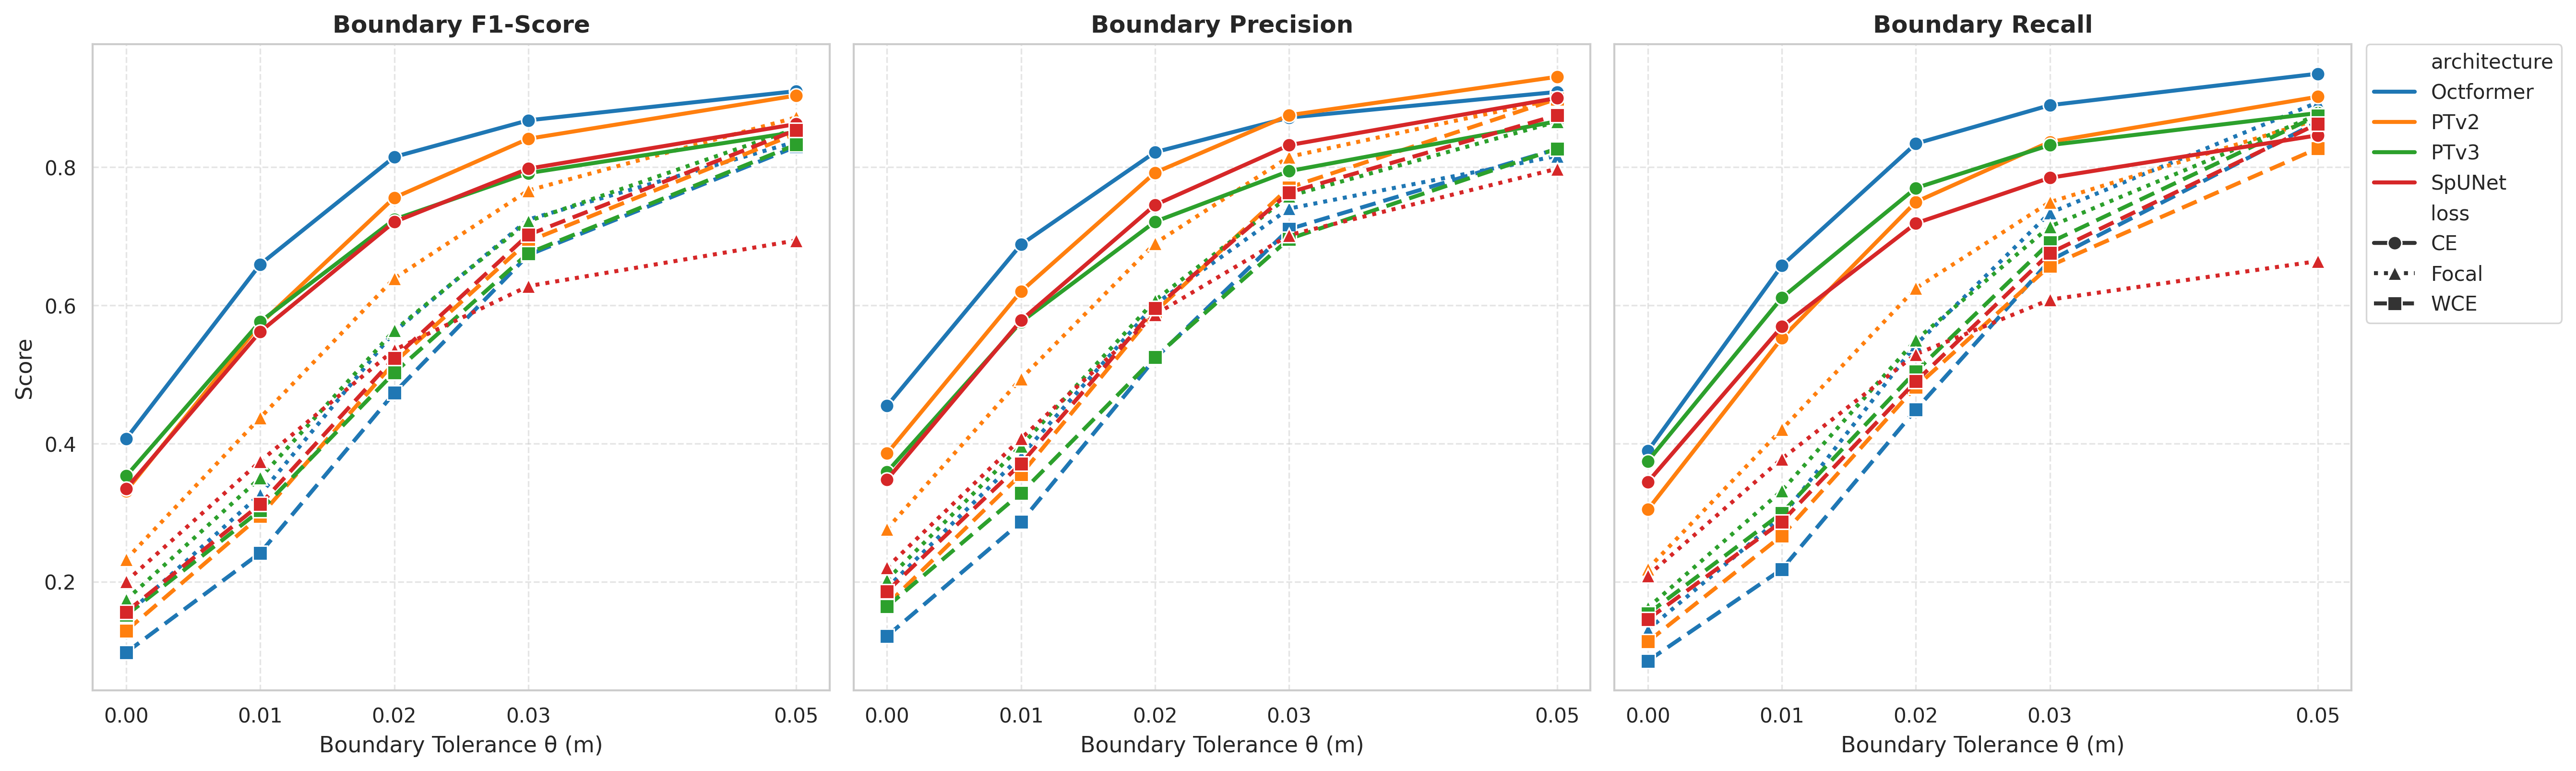 Boundary F1-Score
Boundary Precision
Boundary Recall
Score
0.8
0.6
0.4
0.2
0.00 0.01 0.02 0.03 0.05
Boundary Tolerance θ (m)
0.00 0.01 0.02 0.03 0.05
Boundary Tolerance θ (m)
0.00 0.01 0.02 0.03 0.05
Boundary Tolerance θ (m)
architecture
Octformer
PTv2
PTv3
SpUNet
loss
CE
Focal
WCE